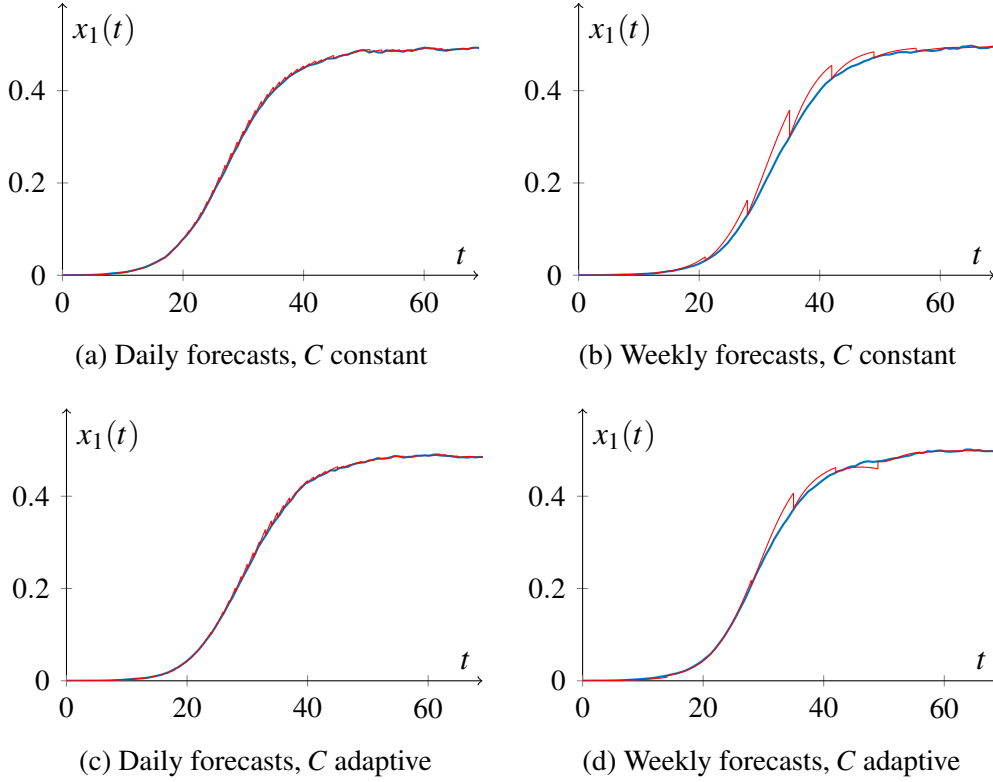 x₁(t)
0.4
0.2
0
t
0 20 40 60
(a) Daily forecasts, C constant
x₁(t)
0.4
0.2
0
t
0 20 40 60
(b) Weekly forecasts, C constant
x₁(t)
0.4
0.2
0
t
0 20 40 60
(c) Daily forecasts, C adaptive
x₁(t)
0.4
0.2
0
t
0 20 40 60
(d) Weekly forecasts, C adaptive